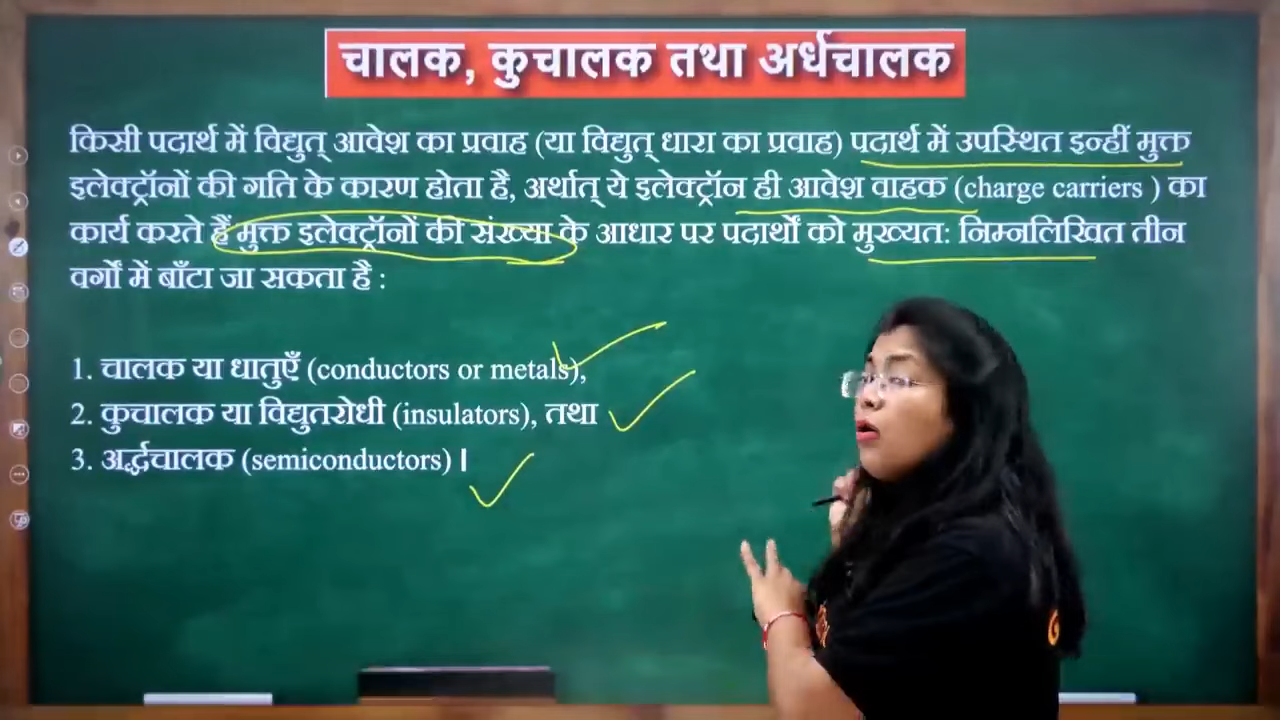 चालक, कुचालक तथा अर्धचालक
किसी पदार्थ में विद्युत् आवेश का प्रवाह (या विद्युत् धारा का प्रवाह) पदार्थ में उपस्थित इन्हीं मुक्त
इलेक्ट्रॉनों की गति के कारण होता है, अर्थात् ये इलेक्ट्रॉन ही आवेश वाहक (charge carriers ) का
कार्य करते हैं मुक्त इलेक्ट्रॉनों की संख्या के आधार पर पदार्थों को मुख्यत: निम्नलिखित तीन
वर्गों में बाँटा जा सकता है :
1. चालक या धातुएँ (conductors or metals),
2. कुचालक या विद्युतरोधी (insulators), तथा
3. अर्द्धचालक (semiconductors) |